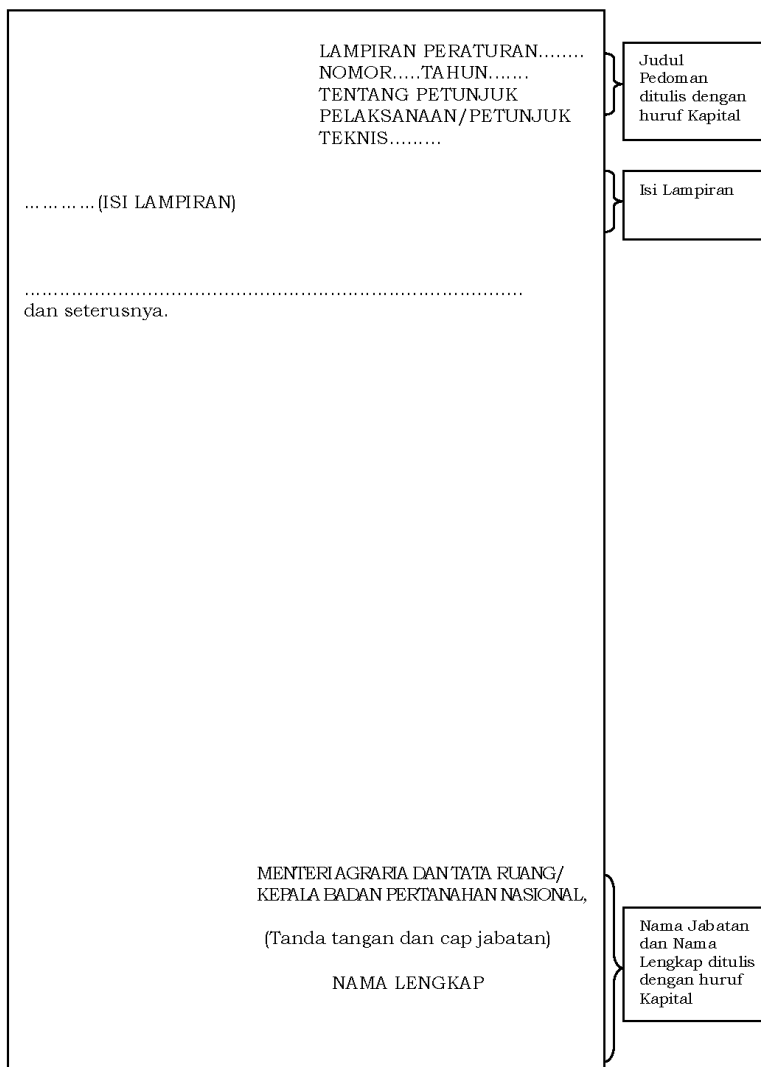 LAMPIRAN PERATURAN........
NOMOR.....TAHUN.......
TENTANG PETUNJUK
PELAKSANAAN/PETUNJUK
TEKNIS.........
Judul
Pedoman
ditulis dengan
huruf Kapital
............(ISI LAMPIRAN)
Isi Lampiran
....................................................................................
dan seterusnya.
MENTERI AGRARIA DAN TATA RUANG/
KEPALA BADAN PERTANAHAN NASIONAL,
(Tanda tangan dan cap jabatan)
NAMA LENGKAP
Nama Jabatan
dan Nama
Lengkap ditulis
dengan huruf
Kapital